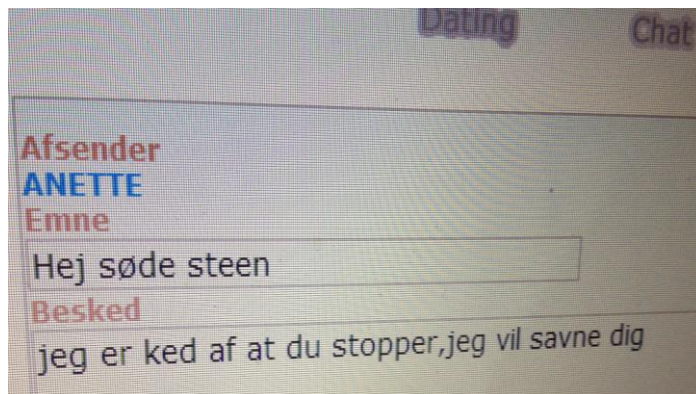 Dating Chat
Afsender
ANETTE
Emne
Hej søde steen
Besked
jeg er ked af at du stopper,jeg vil savne dig